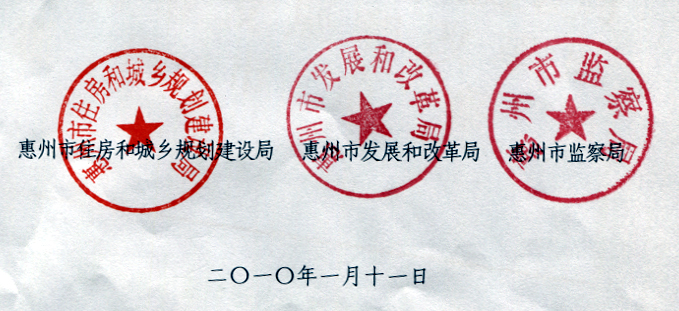 惠州市住房和城乡规划建设局
惠州市发展和改革局
惠州市监察局
惠州市住房和城乡规划建设局 惠州市发展和改革局 惠州市监察局
二〇一〇年一月十一日